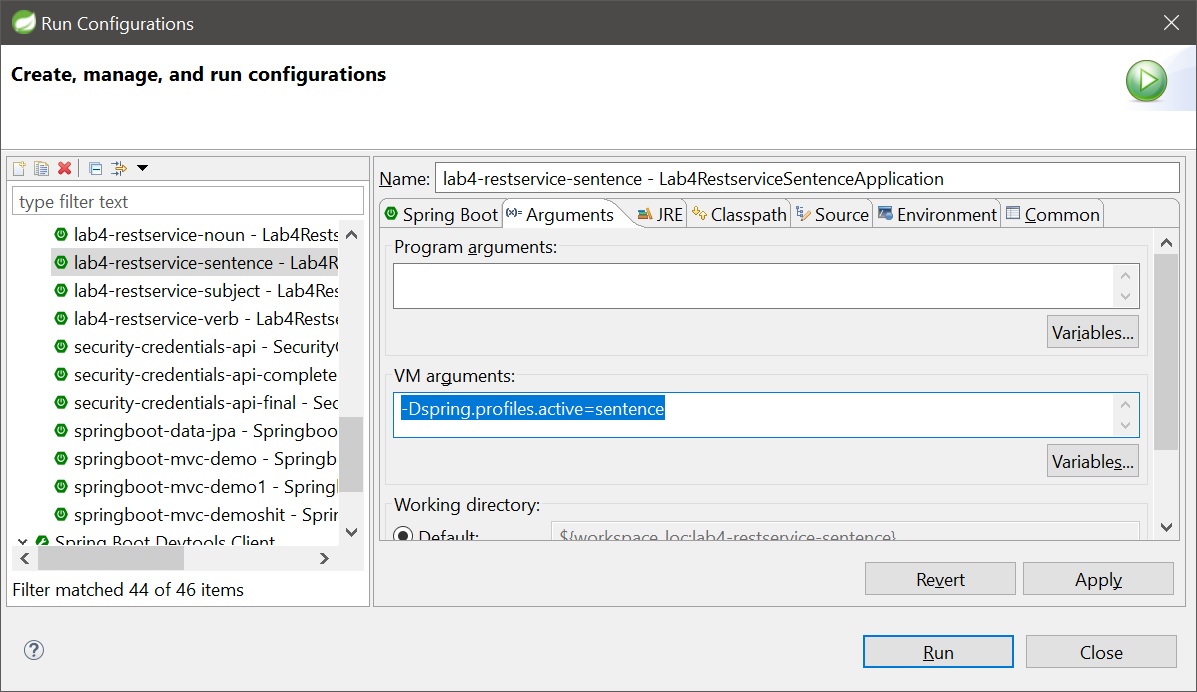 Run Configurations
Create, manage, and run configurations
type filter text
lab4-restservice-noun - Lab4Rests
lab4-restservice-sentence - Lab4R
lab4-restservice-subject - Lab4Res
lab4-restservice-verb - Lab4Restse
security-credentials-api - SecurityC
security-credentials-api-complete
security-credentials-api-final - Sec
springboot-data-jpa - Springboo
springboot-mvc-demo - Springb
springboot-mvc-demo1 - Spring
springboot-mvc-demoshit - Sprin
Spring Boot Devtools Client
Filter matched 44 of 46 items
Name: lab4-restservice-sentence - Lab4RestserviceSentenceApplication
Spring Boot (x)= Arguments JRE Classpath Source Environment Common
Program arguments:
Variables...
VM arguments:
-Dspring.profiles.active=sentence
Variables...
Working directory:
Default: ${workspace_loc:lab4-restservice-sentence}
Revert Apply
Run Close